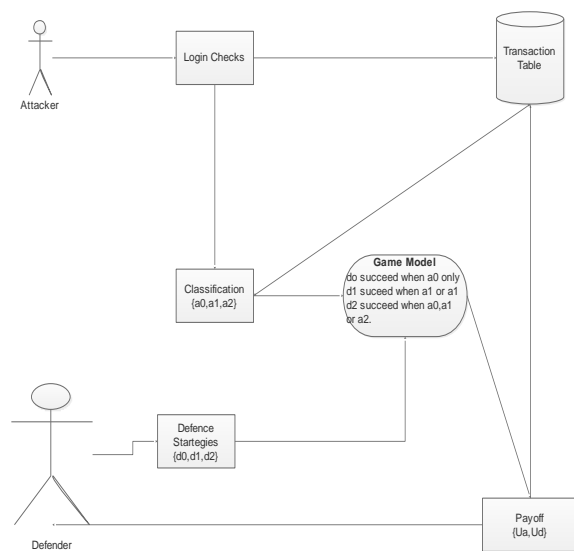 Attacker
Login Checks
Transaction
Table
Classification
{a0,a1,a2}
Game Model
do succeed when a0 only
d1 suceed when a1 or a1
d2 succeed when a0,a1
or a2.
Defence
Startegies
{d0,d1,d2}
Defender
Payoff
{Ua,Ud}